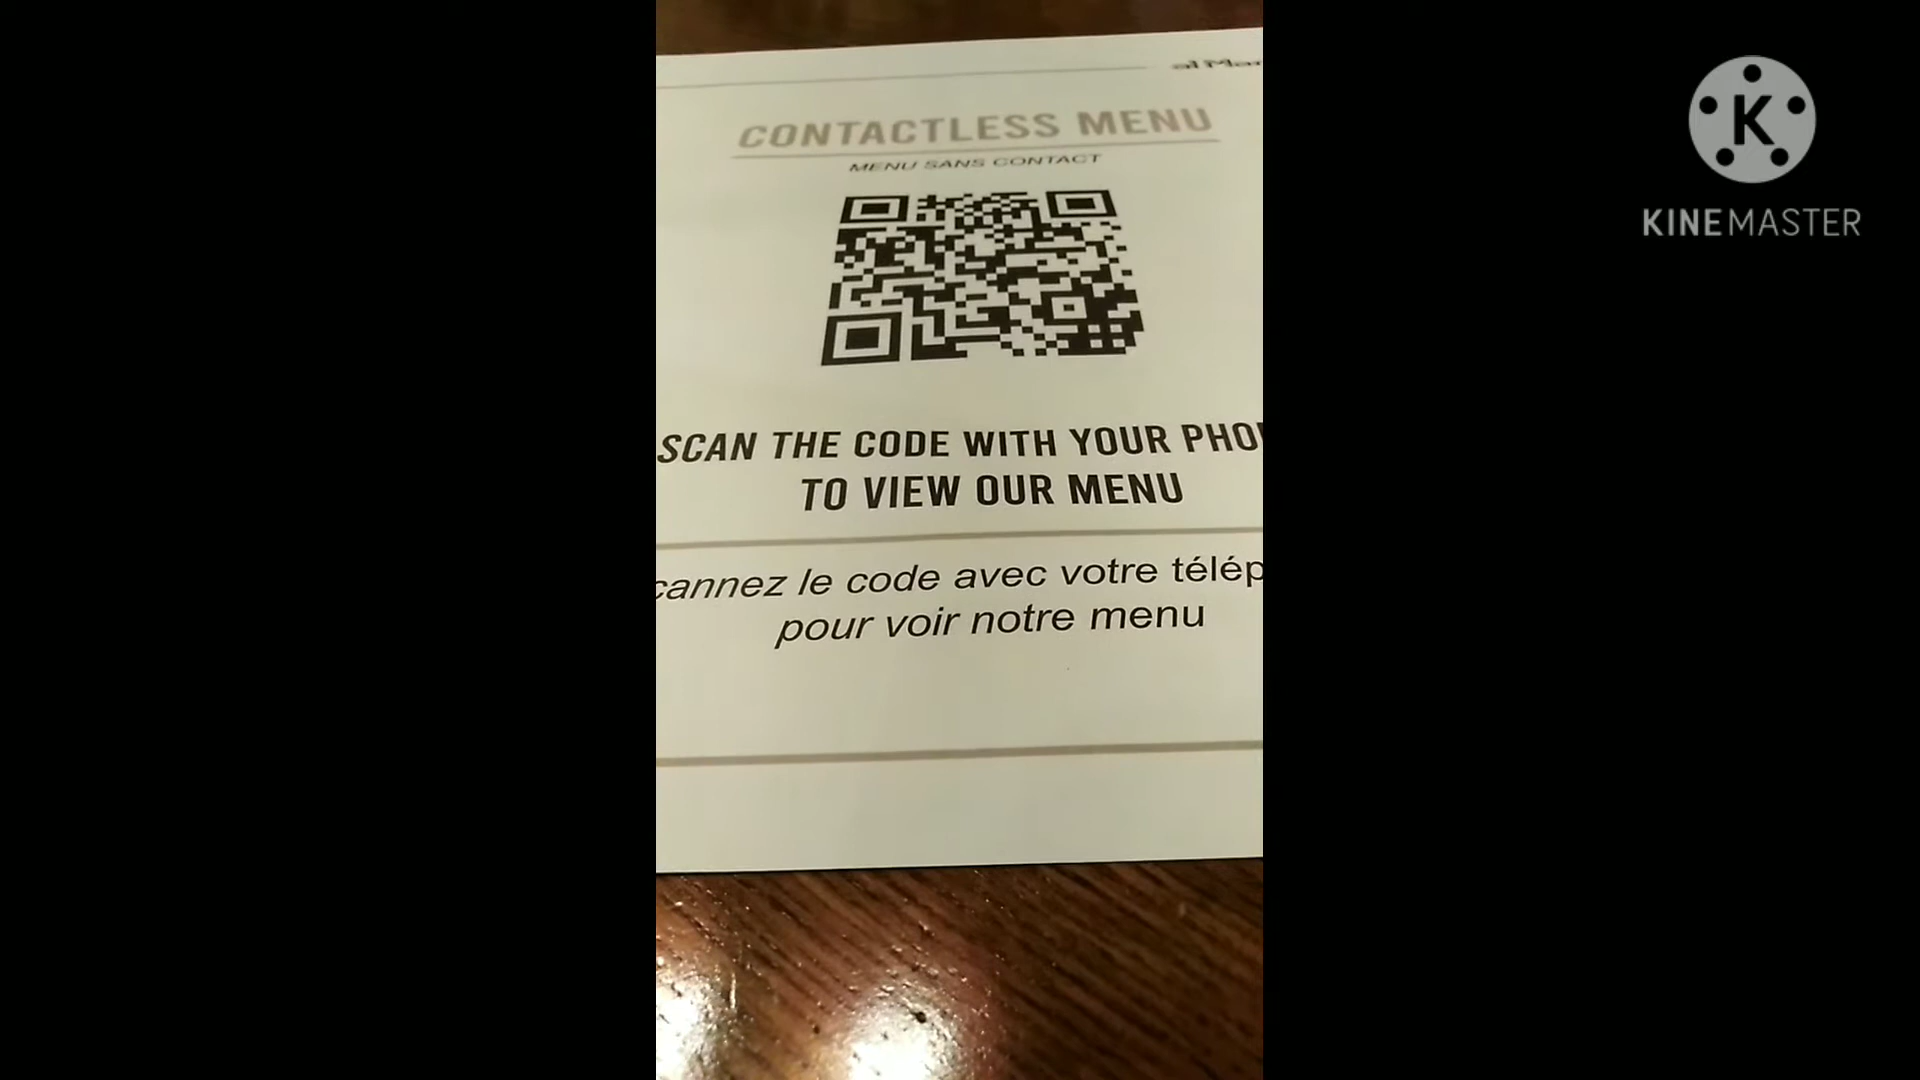 CONTACTLESS MENU
MENU SANS CONTACT
SCAN THE CODE WITH YOUR
TO VIEW OUR MENU
le code avec votre
pour voir notre menu
K
KINEMASTER